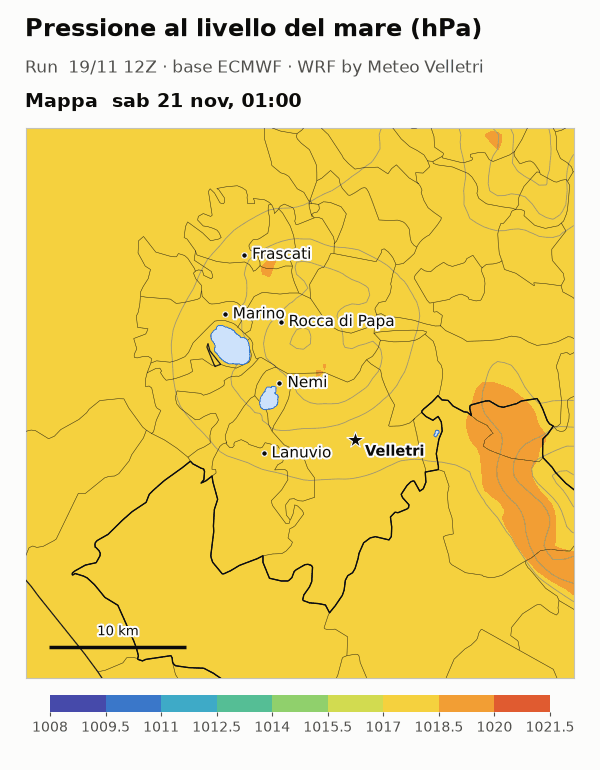 Pressione al livello del mare (hPa)
Run  19/11 12Z · base ECMWF · WRF by Meteo Velletri
Mappa  sab 21 nov, 01:00
Frascati
Marino
Rocca di Papa
Nemi
Velletri
Lanuvio
10 km
1008 1009.5 1011 1012.5 1014 1015.5 1017 1018.5 1020 1021.5